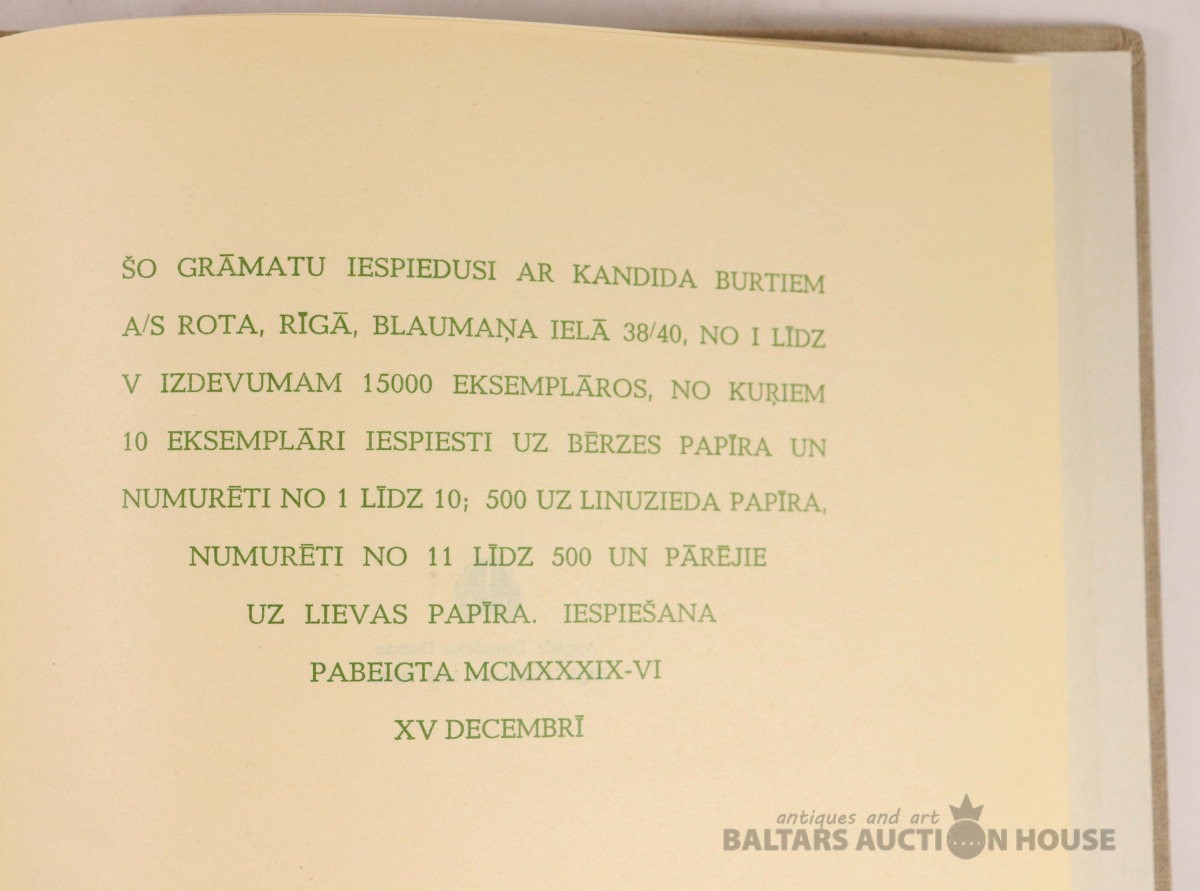 ŠO GRĀMATU IESPIEDUSI AR KANDIDA BURTIEM
A/S ROTA, RĪGĀ, BLAUMAŅA IELĀ 38/40, NO I LĪDZ
V IZDEVUMAM 15000 EKSEMPLĀROS, NO KUŖIEM
10 EKSEMPLĀRI IESPIESTI UZ BĒRZES PAPĪRA UN
NUMURĒTI NO 1 LĪDZ 10; 500 UZ LINUZIEDA PAPĪRA,
NUMURĒTI NO 11 LĪDZ 500 UN PĀRĒJIE
UZ LIEVAS PAPĪRA. IESPIEŠANA
PABEIGTA MCMXXXIX-VI
XV DECEMBRĪ
antiques and art
BALTARS AUCTION HOUSE